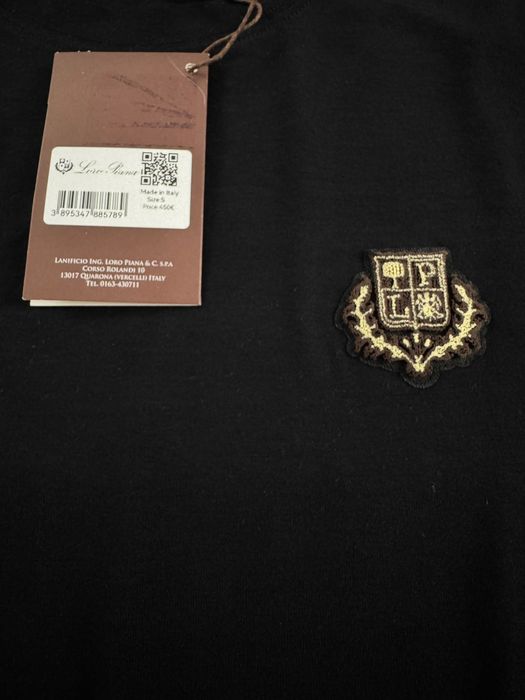 Loro Piana
Made in Italy
Size S
Price 450€
3 895347 885789
LANIFICIO ING. LORO PIANA & C. S.P.A
CORSO ROLANDI 10
13017 QUARONA (VERCELLI) ITALY
TEL. 0163-430711
P
L